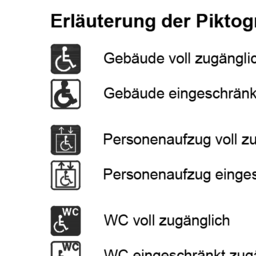 Erläuterung der Piktog
Gebäude voll zugänglic
Gebäude eingeschränk
Personenaufzug voll zu
Personenaufzug einges
WC
WC voll zugänglich
WC
WC eingeschränkt zugä